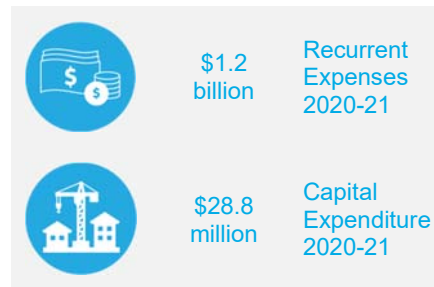 $
$
$1.2
billion
Recurrent
Expenses
2020-21
$28.8
million
Capital
Expenditure
2020-21